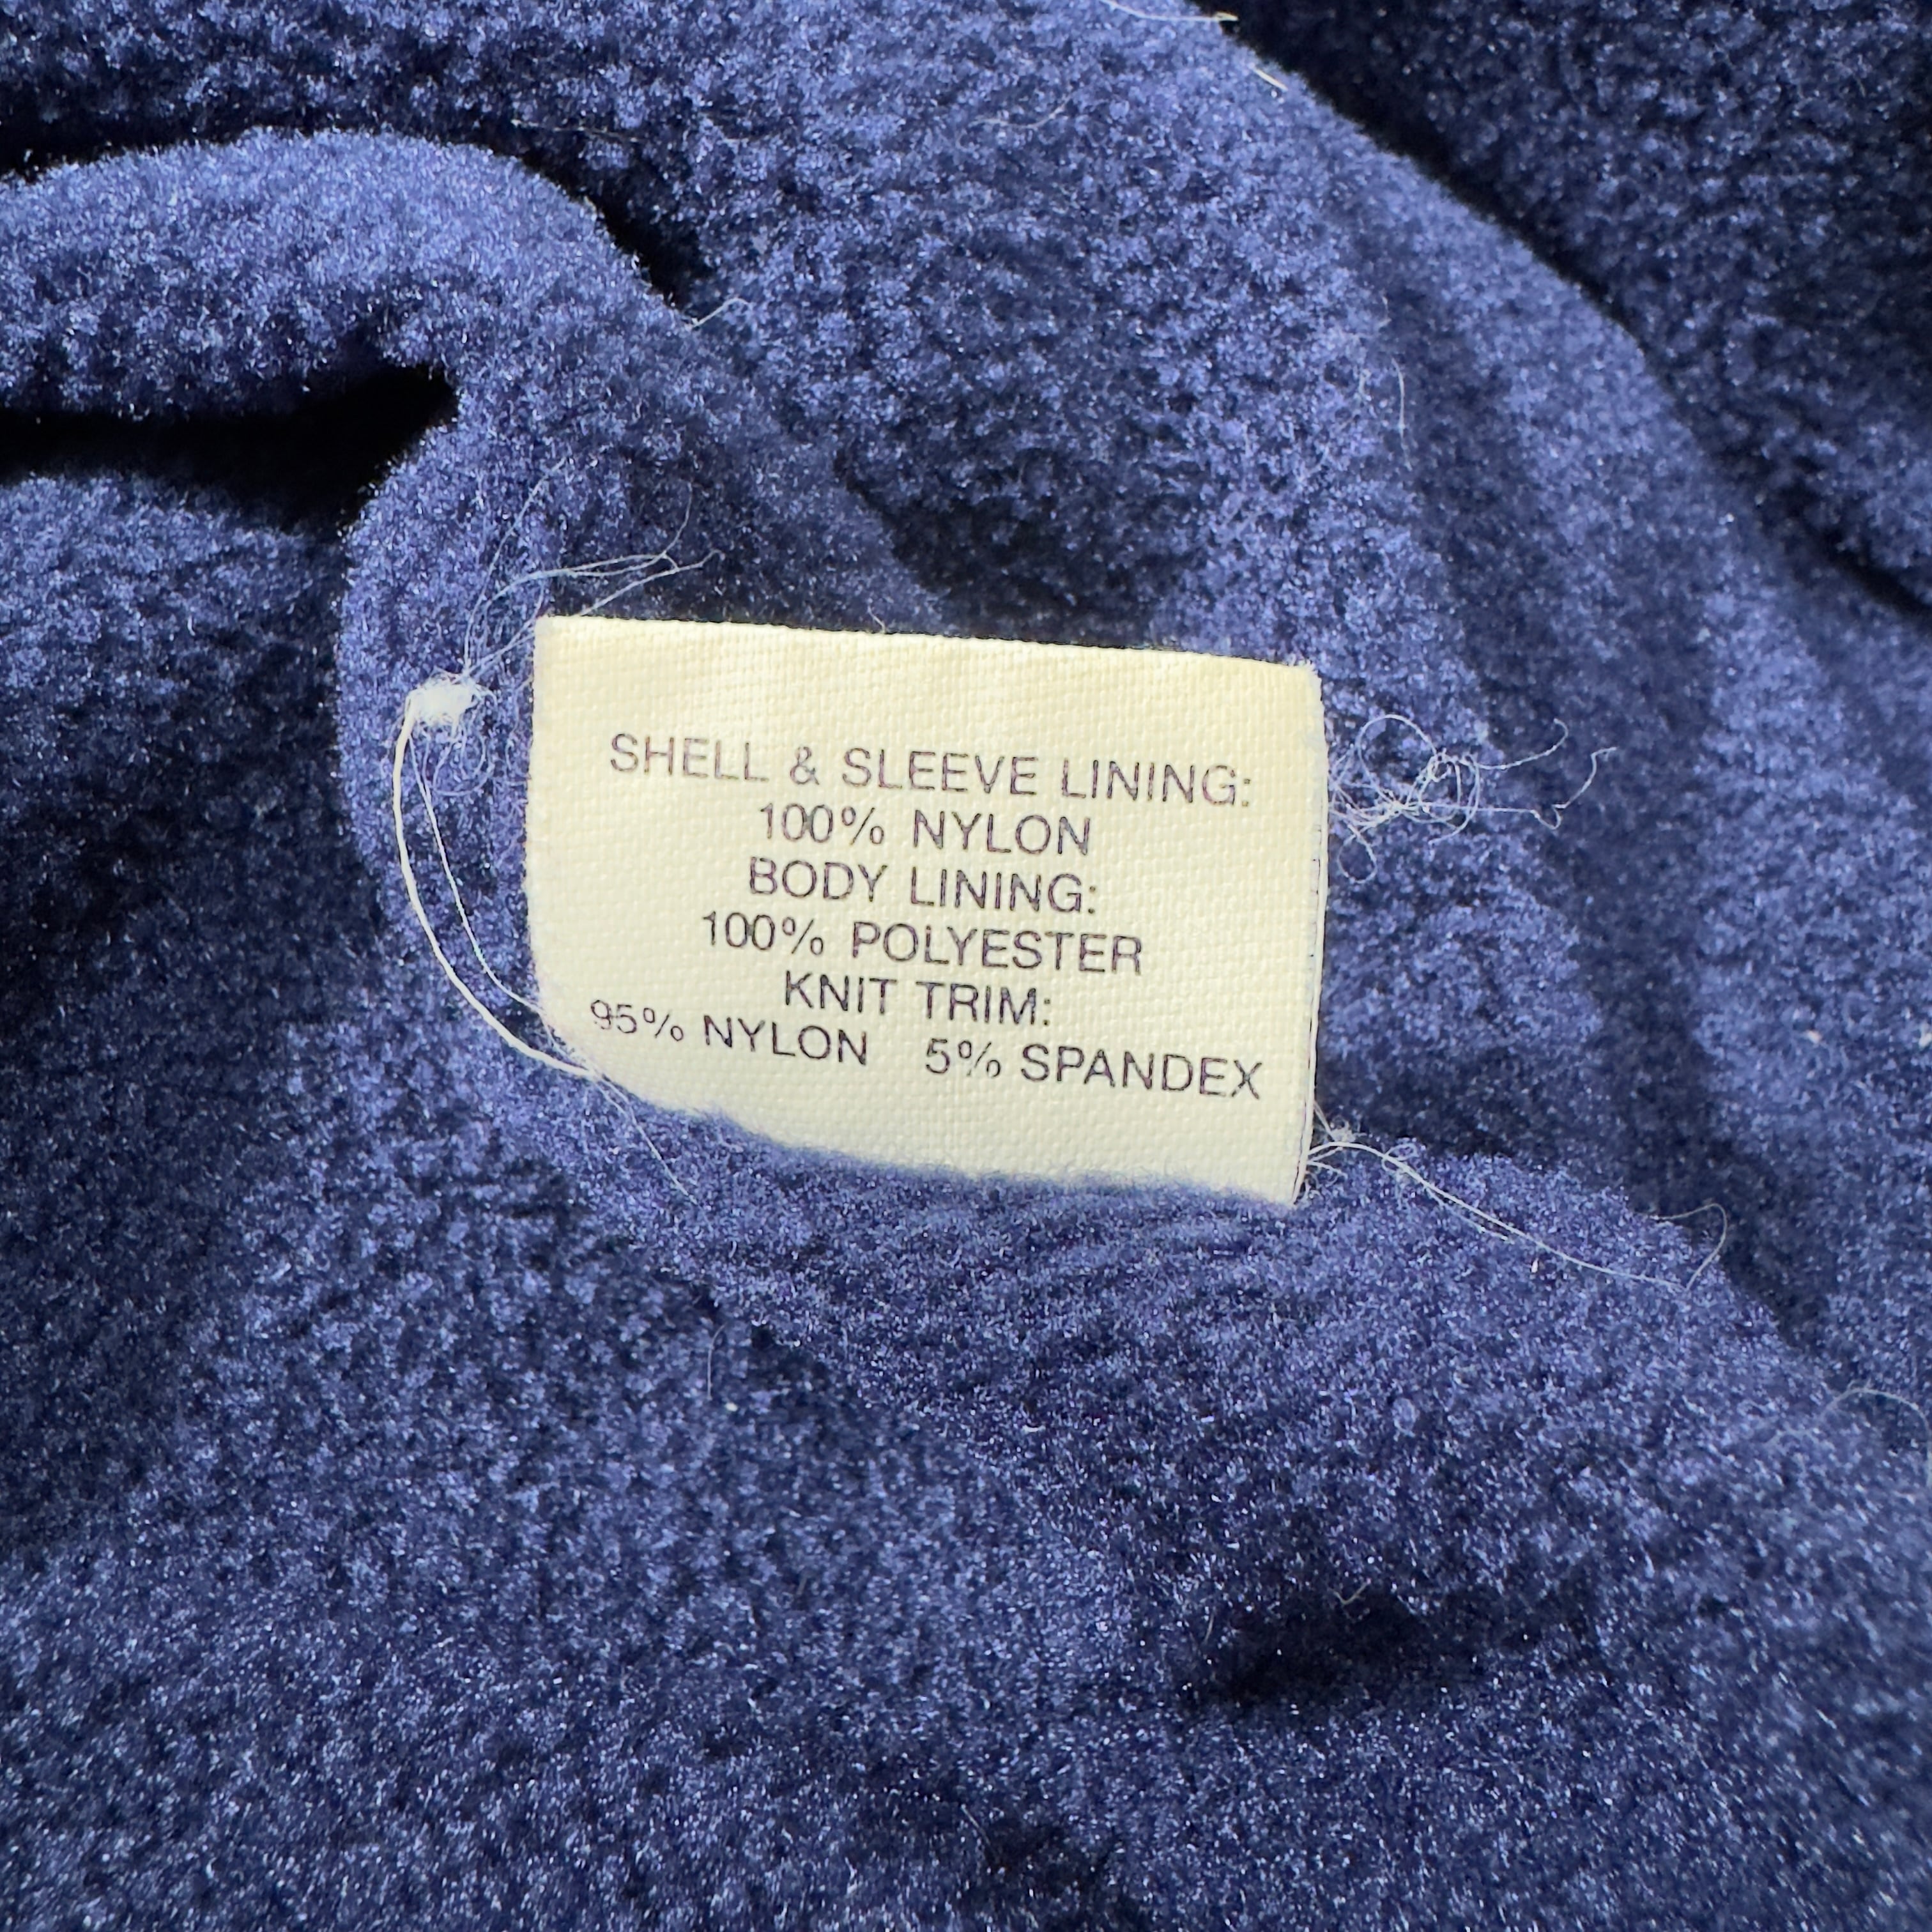 SHELL & SLEEVE LINING:
100% NYLON
BODY LINING:
100% POLYESTER
KNIT TRIM:
95% NYLON 5% SPANDEX